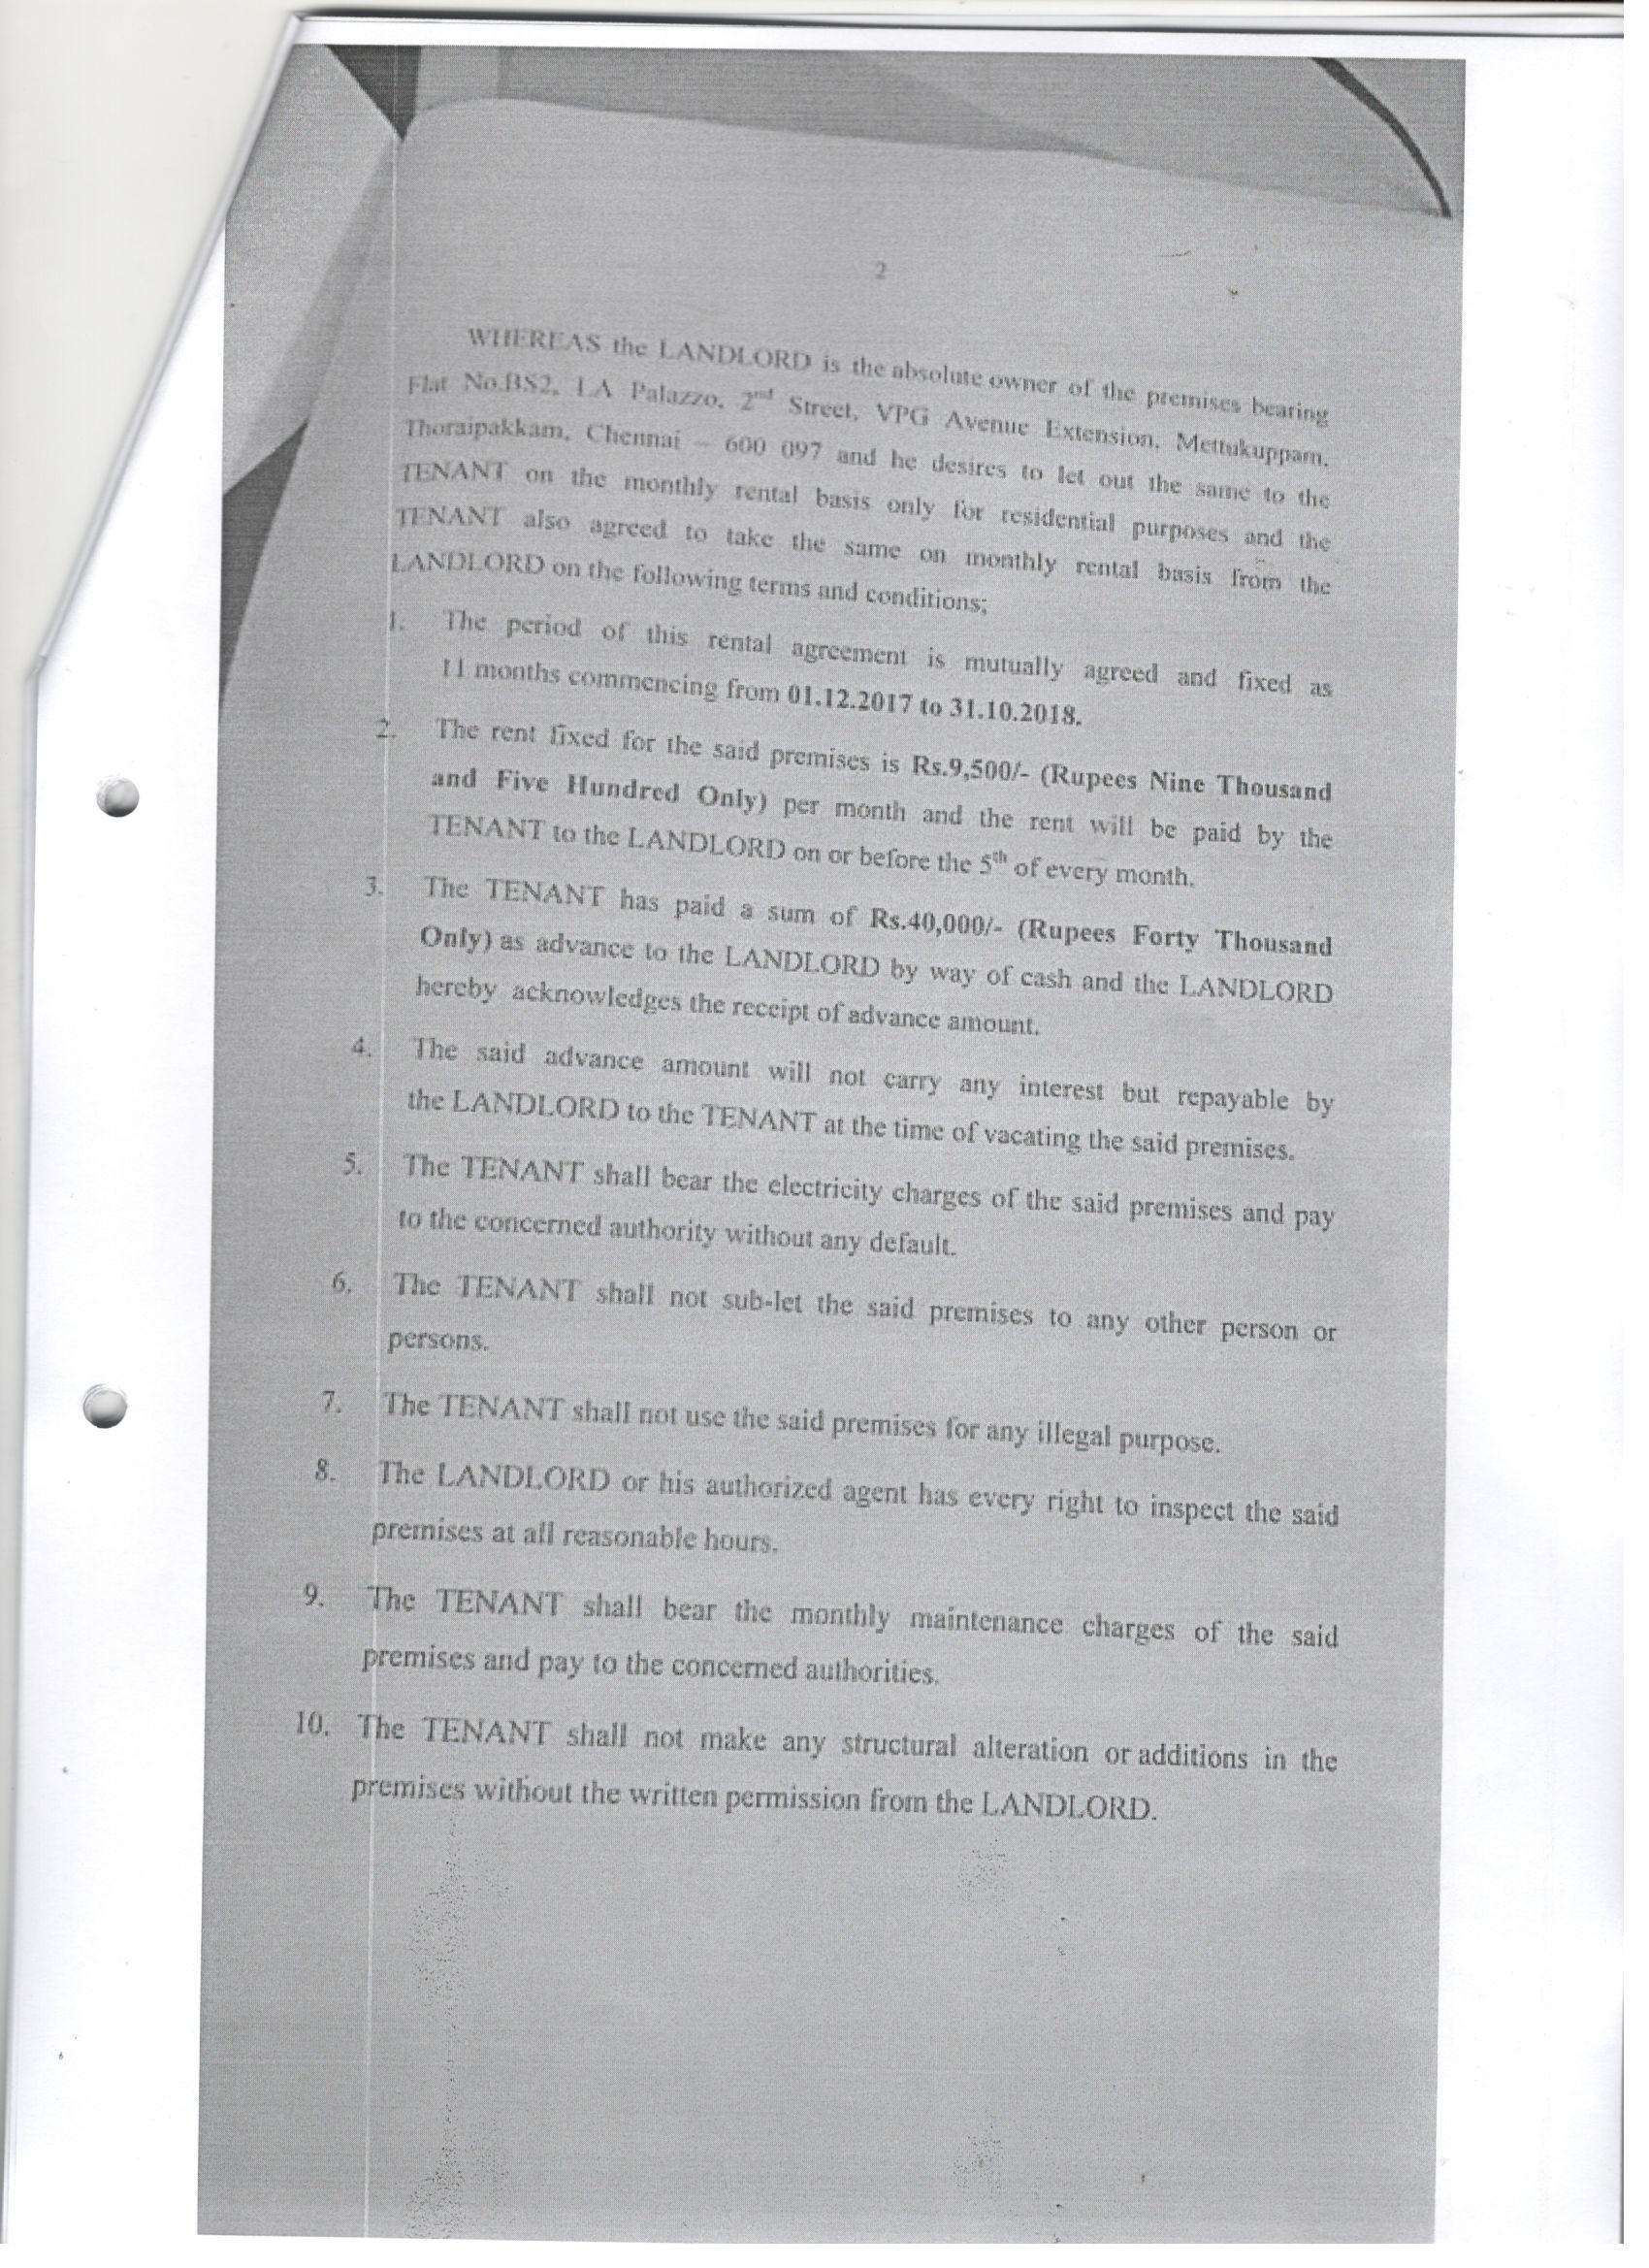 2
WHEREAS the LANDLORD is the absolute owner of the premises bearing
Flat No.BS2, LA Palazzo, 2nd Street, VPG Avenue Extension, Mettukuppam,
Thoraipakkam, Chennai – 600 097 and he desires to let out the same to the
TENANT on the monthly rental basis only for residential purposes and the
TENANT also agreed to take the same on monthly rental basis from the
LANDLORD on the following terms and conditions;
1. The period of this rental agreement is mutually agreed and fixed as
11 months commencing from 01.12.2017 to 31.10.2018.
2. The rent fixed for the said premises is Rs.9,500/- (Rupees Nine Thousand
and Five Hundred Only) per month and the rent will be paid by the
TENANT to the LANDLORD on or before the 5th of every month.
3. The TENANT has paid a sum of Rs.40,000/- (Rupees Forty Thousand
Only) as advance to the LANDLORD by way of cash and the LANDLORD
hereby acknowledges the receipt of advance amount.
4. The said advance amount will not carry any interest but repayable by
the LANDLORD to the TENANT at the time of vacating the said premises.
5. The TENANT shall bear the electricity charges of the said premises and pay
to the concerned authority without any default.
6. The TENANT shall not sub-let the said premises to any other person or
persons.
7. The TENANT shall not use the said premises for any illegal purpose.
8. The LANDLORD or his authorized agent has every right to inspect the said
premises at all reasonable hours.
9. The TENANT shall bear the monthly maintenance charges of the said
premises and pay to the concerned authorities.
10. The TENANT shall not make any structural alteration or additions in the
premises without the written permission from the LANDLORD.